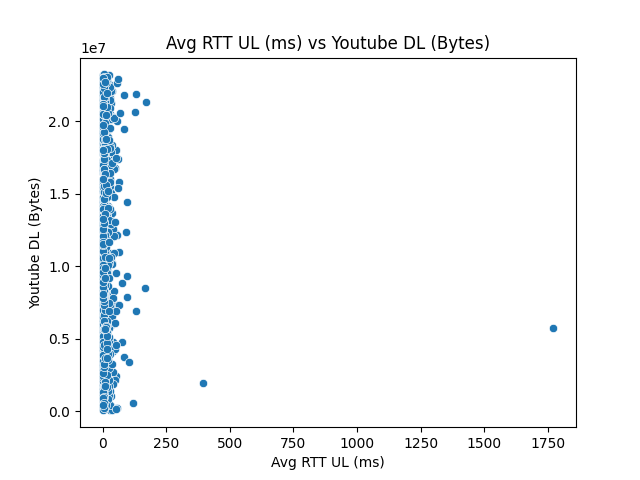 Avg RTT UL (ms) vs Youtube DL (Bytes)
1e7
2.0
1.5
1.0
0.5
0.0
Youtube DL (Bytes)
0 250 500 750 1000 1250 1500 1750
Avg RTT UL (ms)